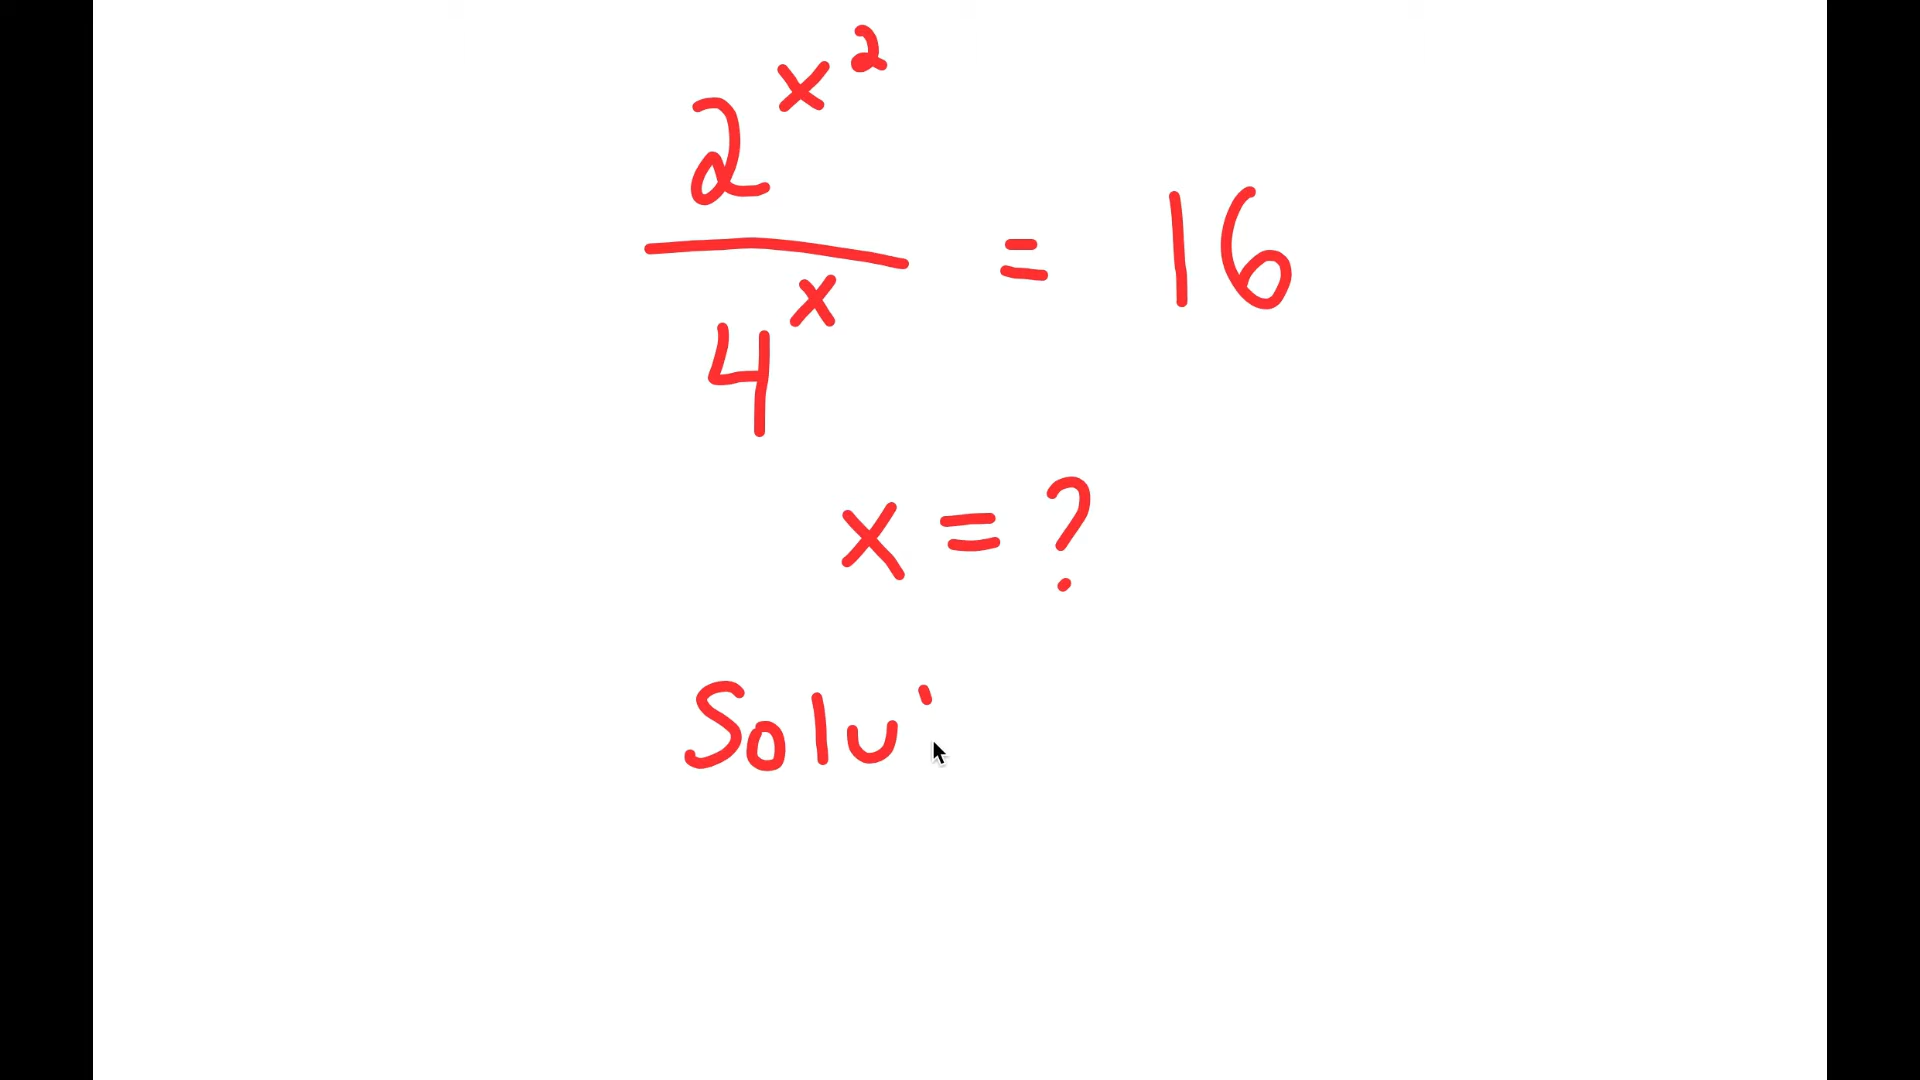 2^x^2 / 4^x = 16
x = ?
Solu: